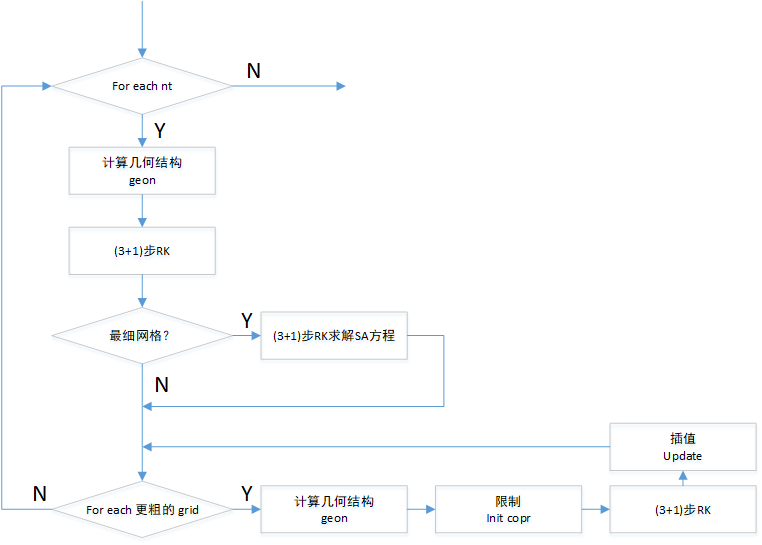 For each nt
N
Y
计算几何结构
geon
(3+1)步RK
最细网格？
Y
(3+1)步RK求解SA方程
N
插值
Update
N
For each 更粗的 grid
Y
计算几何结构
geon
限制
Init copr
(3+1)步RK